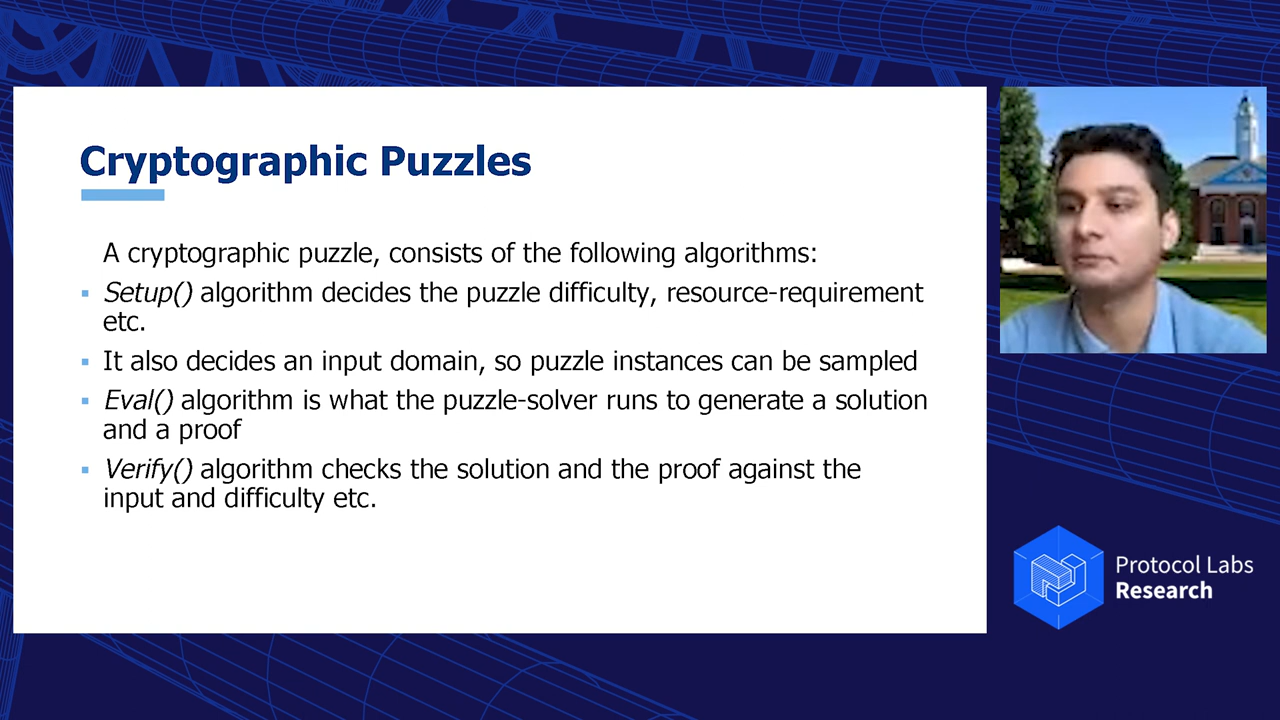 Cryptographic Puzzles
A cryptographic puzzle, consists of the following algorithms:
Setup() algorithm decides the puzzle difficulty, resource-requirement
etc.
It also decides an input domain, so puzzle instances can be sampled
Eval() algorithm is what the puzzle-solver runs to generate a solution
and a proof
Verify() algorithm checks the solution and the proof against the
input and difficulty etc.
Protocol Labs
Research